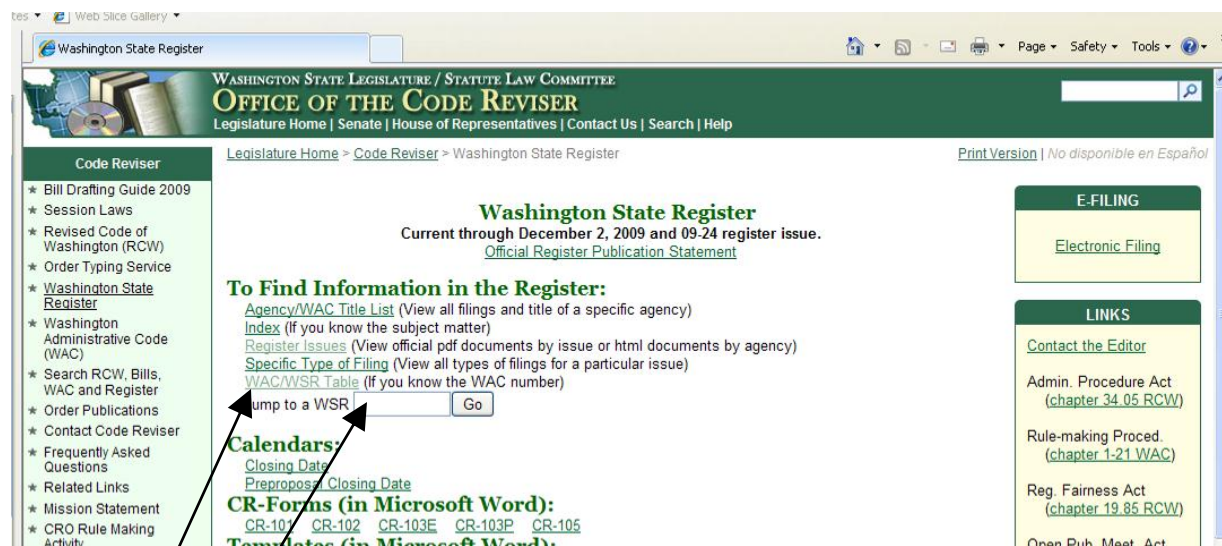 tes ▾ Web Slice Gallery ▾
Washington State Register
Page ▾ Safety ▾ Tools ▾
WASHINGTON STATE LEGISLATURE / STATUTE LAW COMMITTEE
OFFICE OF THE CODE REVISER
Legislature Home | Senate | House of Representatives | Contact Us | Search | Help
Code Reviser
★ Bill Drafting Guide 2009
★ Session Laws
★ Revised Code of
Washington (RCW)
★ Order Typing Service
★ Washington State
Register
★ Washington
Administrative Code
(WAC)
★ Search RCW, Bills,
WAC and Register
★ Order Publications
★ Contact Code Reviser
★ Frequently Asked
Questions
★ Related Links
★ Mission Statement
★ CRO Rule Making
Activity
Legislature Home > Code Reviser > Washington State Register
Print Version | No disponible en Español
Washington State Register
Current through December 2, 2009 and 09-24 register issue.
Official Register Publication Statement
To Find Information in the Register:
Agency/WAC Title List (View all filings and title of a specific agency)
Index (If you know the subject matter)
Register Issues (View official pdf documents by issue or html documents by agency)
Specific Type of Filing (View all types of filings for a particular issue)
WAC/WSR Table (If you know the WAC number)
ump to a WSR Go
Calendars:
Closing Date
Preproposal Closing Date
CR-Forms (in Microsoft Word):
CR-101 CR-102 CR-103E CR-103P CR-105
Templates (in Microsoft Word):
E-FILING
Electronic Filing
LINKS
Contact the Editor
Admin. Procedure Act
(chapter 34.05 RCW)
Rule-making Proced.
(chapter 1-21 WAC)
Reg. Fairness Act
(chapter 19.85 RCW)
Open Pub. Meet. Act